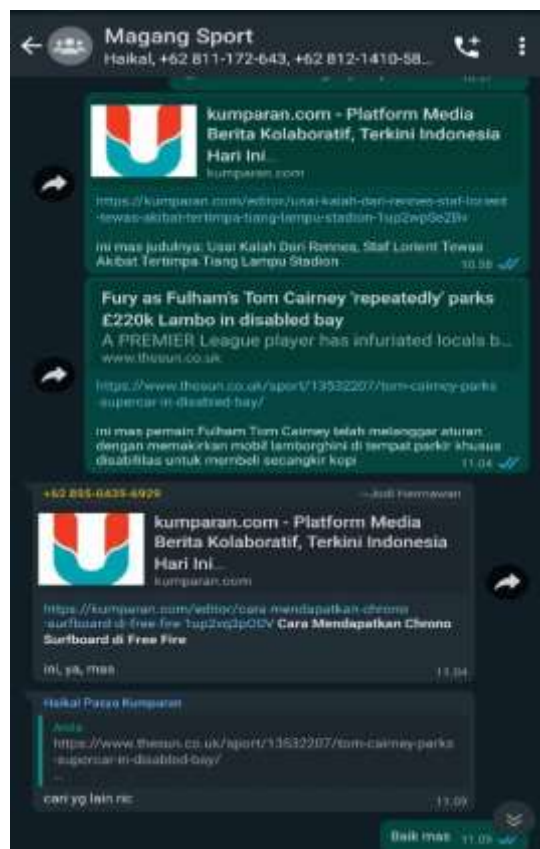 Magang Sport
Haikal, +62 811-172-643, +62 812-1410-58...
kumparan.com - Platform Media
Berita Kolaboratif, Terkini Indonesia
Hari Ini...
kumparan.com
https://kumparan.com/editor/usai-kalah-dari-rennes-staf-lorient
-tewas-akibat-tertimpa-tiang-lampu-stadion-
ini mas judulnya: Usai Kalah Dari Rennes, Staf Lorient Tewas
Akibat Tertimpa Tiang Lampu Stadion
10.58
Fury as Fulham's Tom Cairney 'repeatedly' parks
£220k Lambo in disabled bay
A PREMIER League player has infuriated locals b...
www.thesun.co.uk
https://www.thesun.co.uk/sport/13532207/tom-cairney-parks
-supercar-in-disabled-bay/
ini mas pemain Fulham Tom Cairney telah melanggar aturan
dengan memakirkan mobil lamborghini di tempat parkir khusus
disabilitas untuk membeli secangkir kopi
11.04
+62 895-0435-6929 ~Judi Hermawan
kumparan.com - Platform Media
Berita Kolaboratif, Terkini Indonesia
Hari Ini...
kumparan.com
https://kumparan.com/editor/cara-mendapatkan-chrono
-surfboard-di-free-fire- Cara Mendapatkan Chrono
Surfboard di Free Fire
ini, ya, mas
11.04
Haikal Pasya Kumparan
Anda
https://www.thesun.co.uk/sport/13532207/tom-cairney-parks
-supercar-in-disabled-bay/
...
cari yg lain ric
11.09
Baik mas 11.09